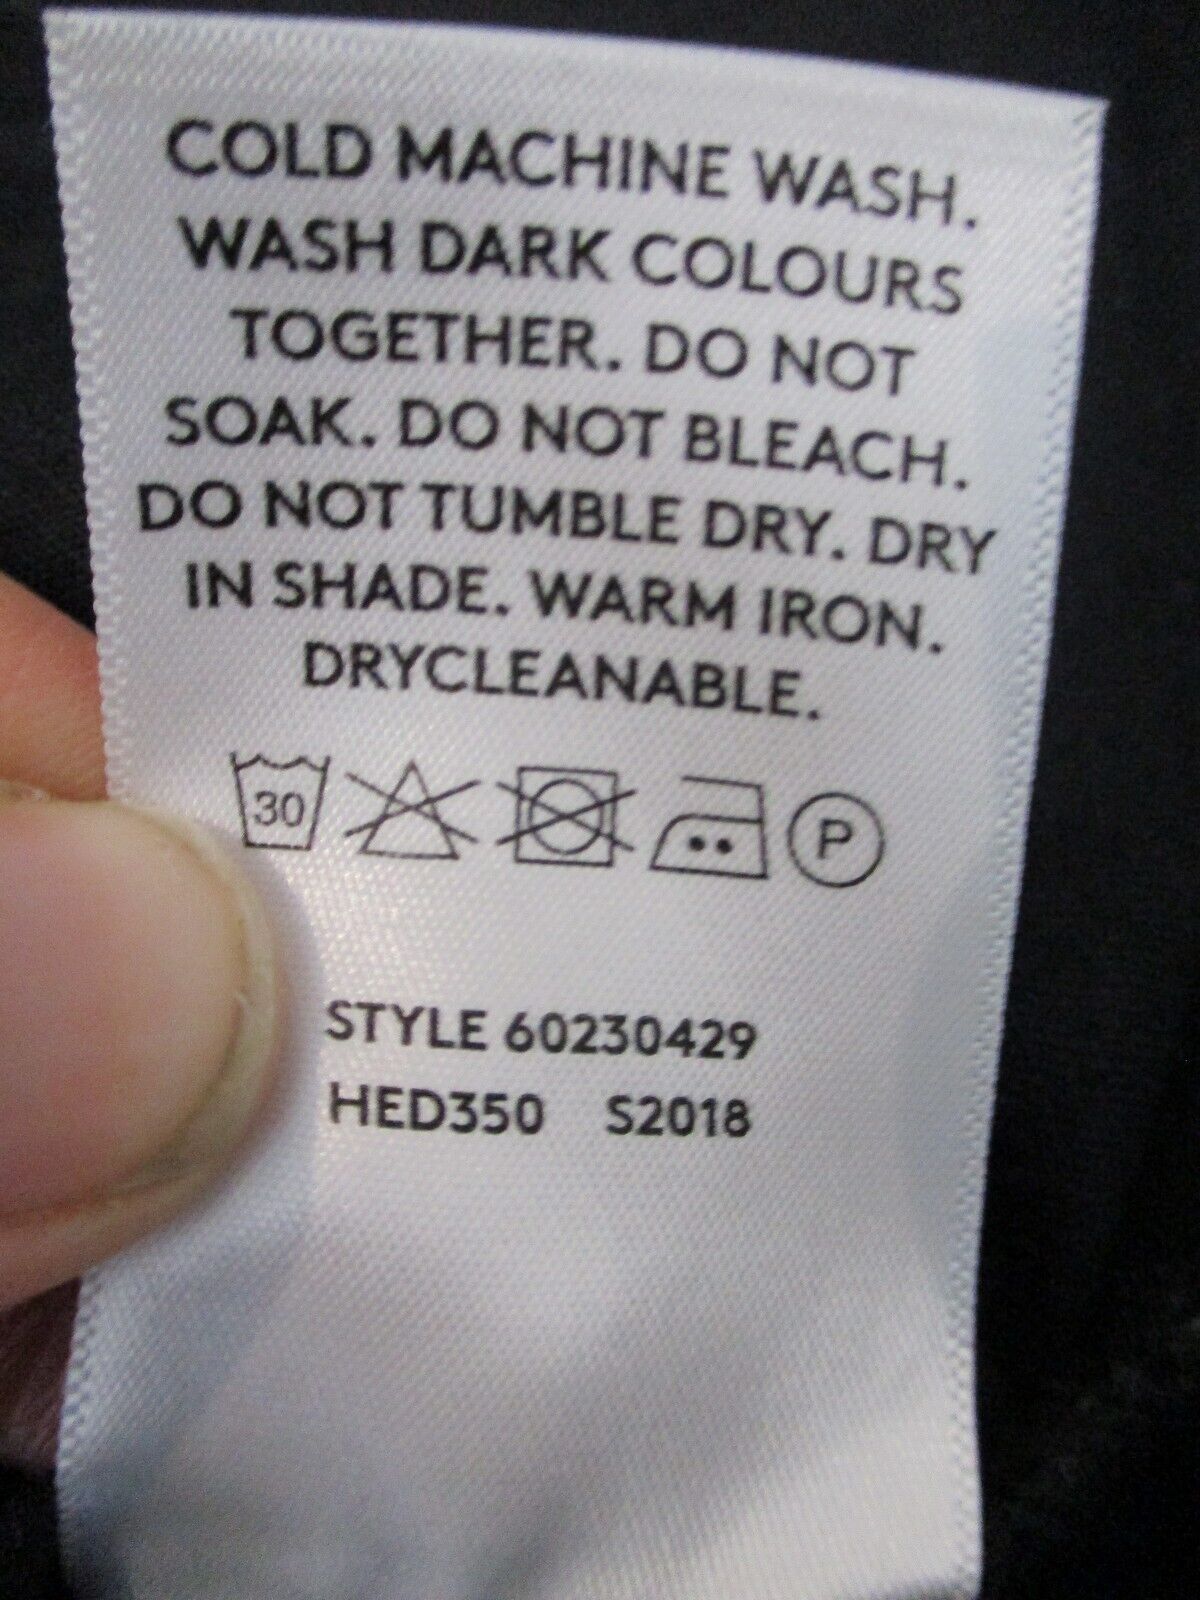 COLD MACHINE WASH.
WASH DARK COLOURS
TOGETHER. DO NOT
SOAK. DO NOT BLEACH.
DO NOT TUMBLE DRY. DRY
IN SHADE. WARM IRON.
DRYCLEANABLE.
30 P
STYLE 60230429
HED350 S2018